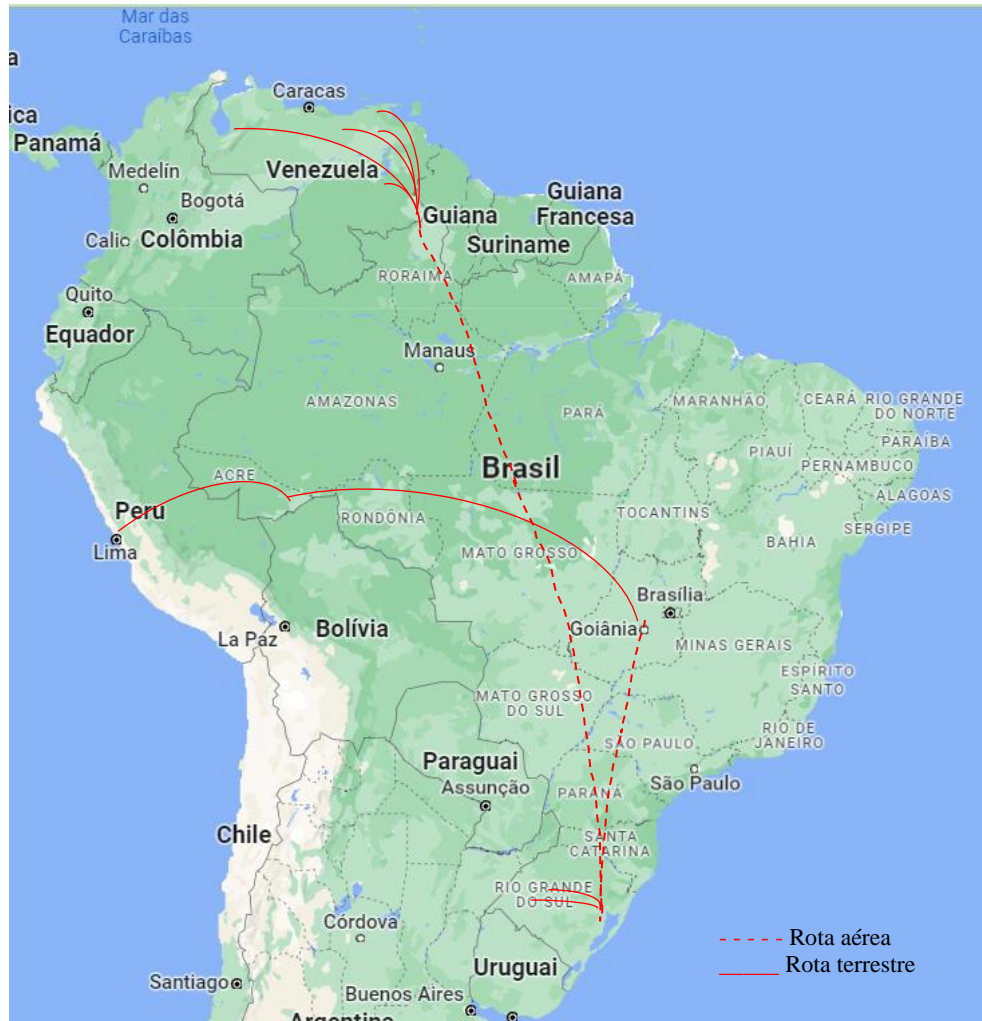 Mar das
Caraíbas
a
Caracas
ica
Panamá
Medelín
Venezuela
Guiana
Francesa
Bogotá
Guiana
Cali
Colômbia
Suriname
RORAIMA
AMAPÁ
Quito
Equador
Manaus
AMAZONAS
PARÁ
MARANHÃO
CEARÁ
RIO GRANDE
DO NORTE
PARAÍBA
PIAUÍ
PERNAMBUCO
Brasil
ACRE
ALAGOAS
Peru
RONDÔNIA
TOCANTINS
SERGIPE
Lima
BAHIA
MATO GROSSO
Brasília
La Paz
Bolívia
Goiânia
MINAS GERAIS
ESPÍRITO
SANTO
MATO GROSSO
DO SUL
RIO DE
JANEIRO
SÃO PAULO
Paraguai
Assunção
São Paulo
PARANÁ
Chile
SANTA
CATARINA
RIO GRANDE
DO SUL
Córdova
Rota aérea
Rota terrestre
Uruguai
Santiago
Buenos Aires
Argentina